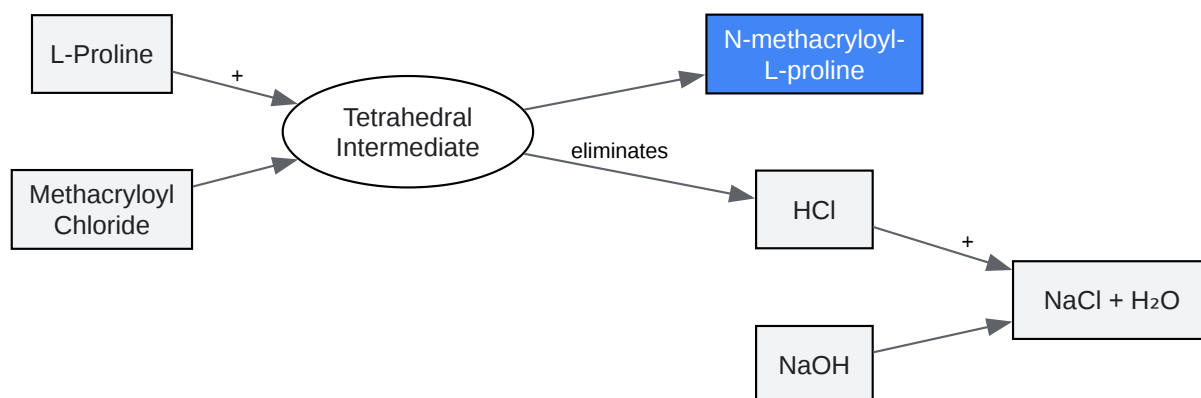 L-Proline
+
Methacryloyl
Chloride
Tetrahedral
Intermediate
N-methacryloyl-
L-proline
eliminates
HCl
+
NaOH
NaCl + H₂O